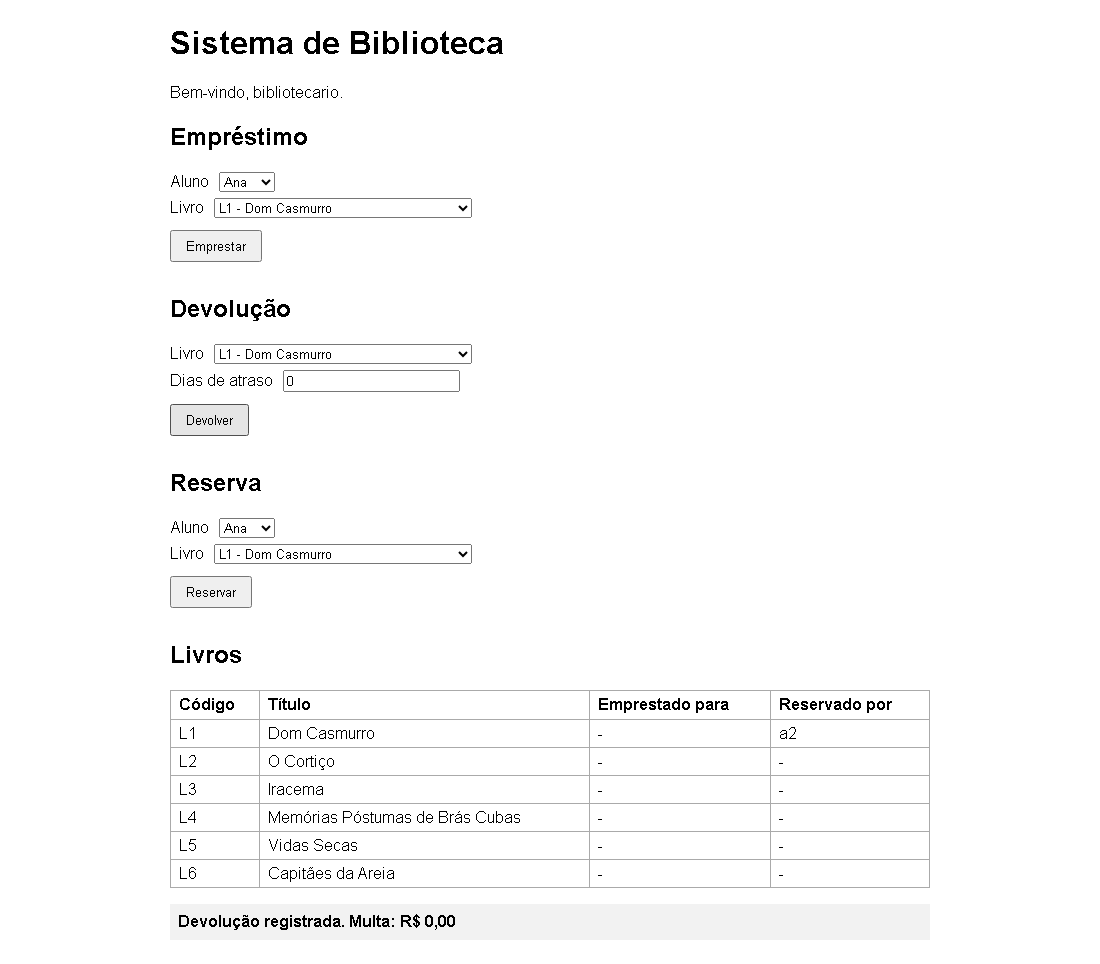 Sistema de Biblioteca
Bem-vindo, bibliotecario.
Empréstimo
Aluno Ana
Livro L1 - Dom Casmurro
Emprestar
Devolução
Livro L1 - Dom Casmurro
Dias de atraso 0
Devolver
Reserva
Aluno Ana
Livro L1 - Dom Casmurro
Reservar
Livros
Código Título Emprestado para Reservado por
L1 Dom Casmurro - a2
L2 O Cortiço - -
L3 Iracema - -
L4 Memórias Póstumas de Brás Cubas - -
L5 Vidas Secas - -
L6 Capitães da Areia - -
Devolução registrada. Multa: R$ 0,00